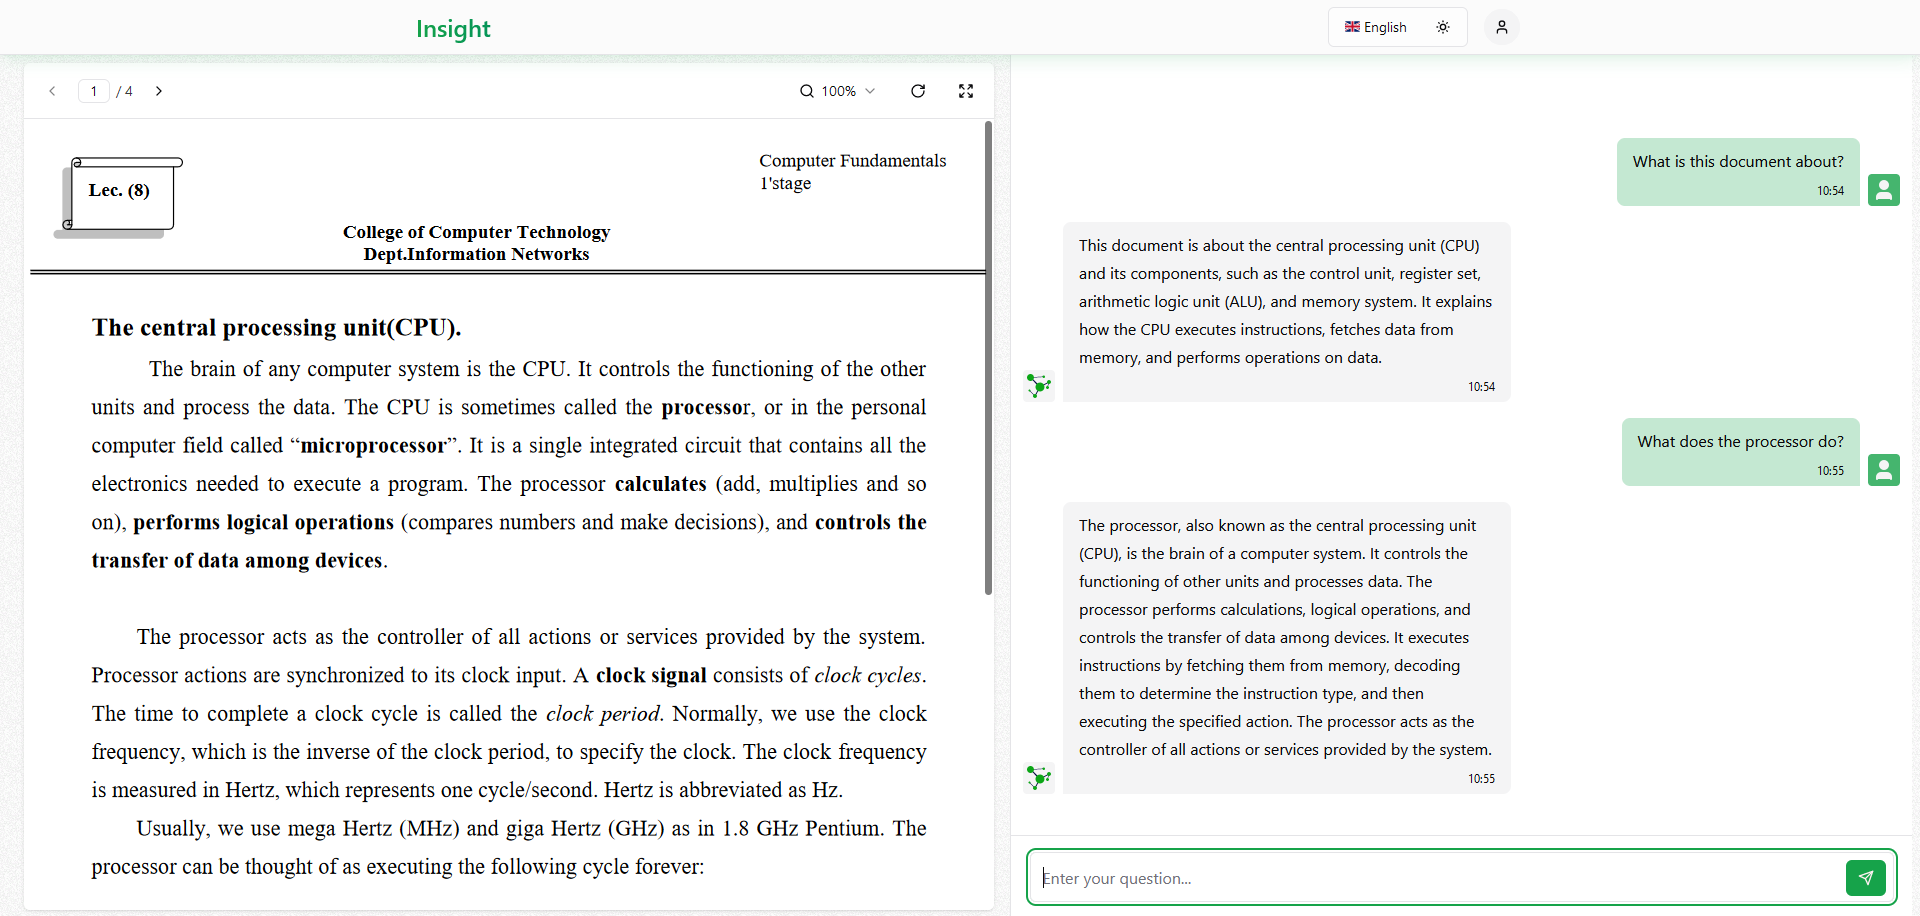 Insight
English
1 / 4
100%
Lec. (8)
Computer Fundamentals
1'stage
College of Computer Technology
Dept.Information Networks
The central processing unit(CPU).
The brain of any computer system is the CPU. It controls the functioning of the other
units and process the data. The CPU is sometimes called the processor, or in the personal
computer field called “microprocessor”. It is a single integrated circuit that contains all the
electronics needed to execute a program. The processor calculates (add, multiplies and so
on), performs logical operations (compares numbers and make decisions), and controls the
transfer of data among devices.
The processor acts as the controller of all actions or services provided by the system.
Processor actions are synchronized to its clock input. A clock signal consists of clock cycles.
The time to complete a clock cycle is called the clock period. Normally, we use the clock
frequency, which is the inverse of the clock period, to specify the clock. The clock frequency
is measured in Hertz, which represents one cycle/second. Hertz is abbreviated as Hz.
Usually, we use mega Hertz (MHz) and giga Hertz (GHz) as in 1.8 GHz Pentium. The
processor can be thought of as executing the following cycle forever:
What is this document about?
10:54
This document is about the central processing unit (CPU)
and its components, such as the control unit, register set,
arithmetic logic unit (ALU), and memory system. It explains
how the CPU executes instructions, fetches data from
memory, and performs operations on data.
10:54
What does the processor do?
10:55
The processor, also known as the central processing unit
(CPU), is the brain of a computer system. It controls the
functioning of other units and processes data. The
processor performs calculations, logical operations, and
controls the transfer of data among devices. It executes
instructions by fetching them from memory, decoding
them to determine the instruction type, and then
executing the specified action. The processor acts as the
controller of all actions or services provided by the system.
10:55
Enter your question...